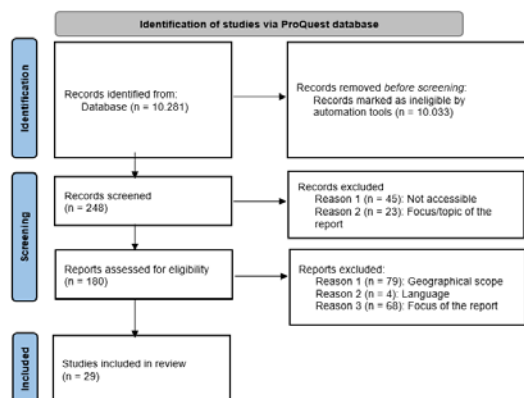 Identification of studies via ProQuest database
Identification
Records identified from:
Database (n = 10.281)
Records removed before screening:
Records marked as ineligible by
automation tools (n = 10.033)
Screening
Records screened
(n = 248)
Records excluded
Reason 1 (n = 45): Not accessible
Reason 2 (n = 23): Focus/topic of the
report
Reports assessed for eligibility
(n = 180)
Reports excluded:
Reason 1 (n = 79): Geographical scope
Reason 2 (n = 4): Language
Reason 3 (n = 68): Focus of the report
Included
Studies included in review
(n = 29)